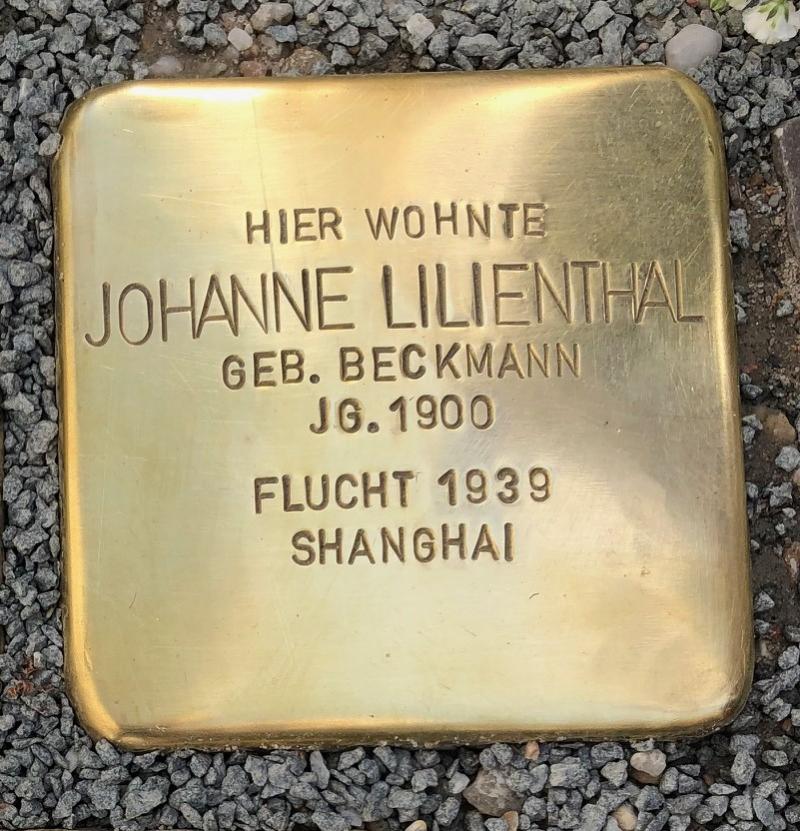 HIER WOHNTE
JOHANNE LILIENTHAL
GEB. BECKMANN
JG. 1900
FLUCHT 1939
SHANGHAI